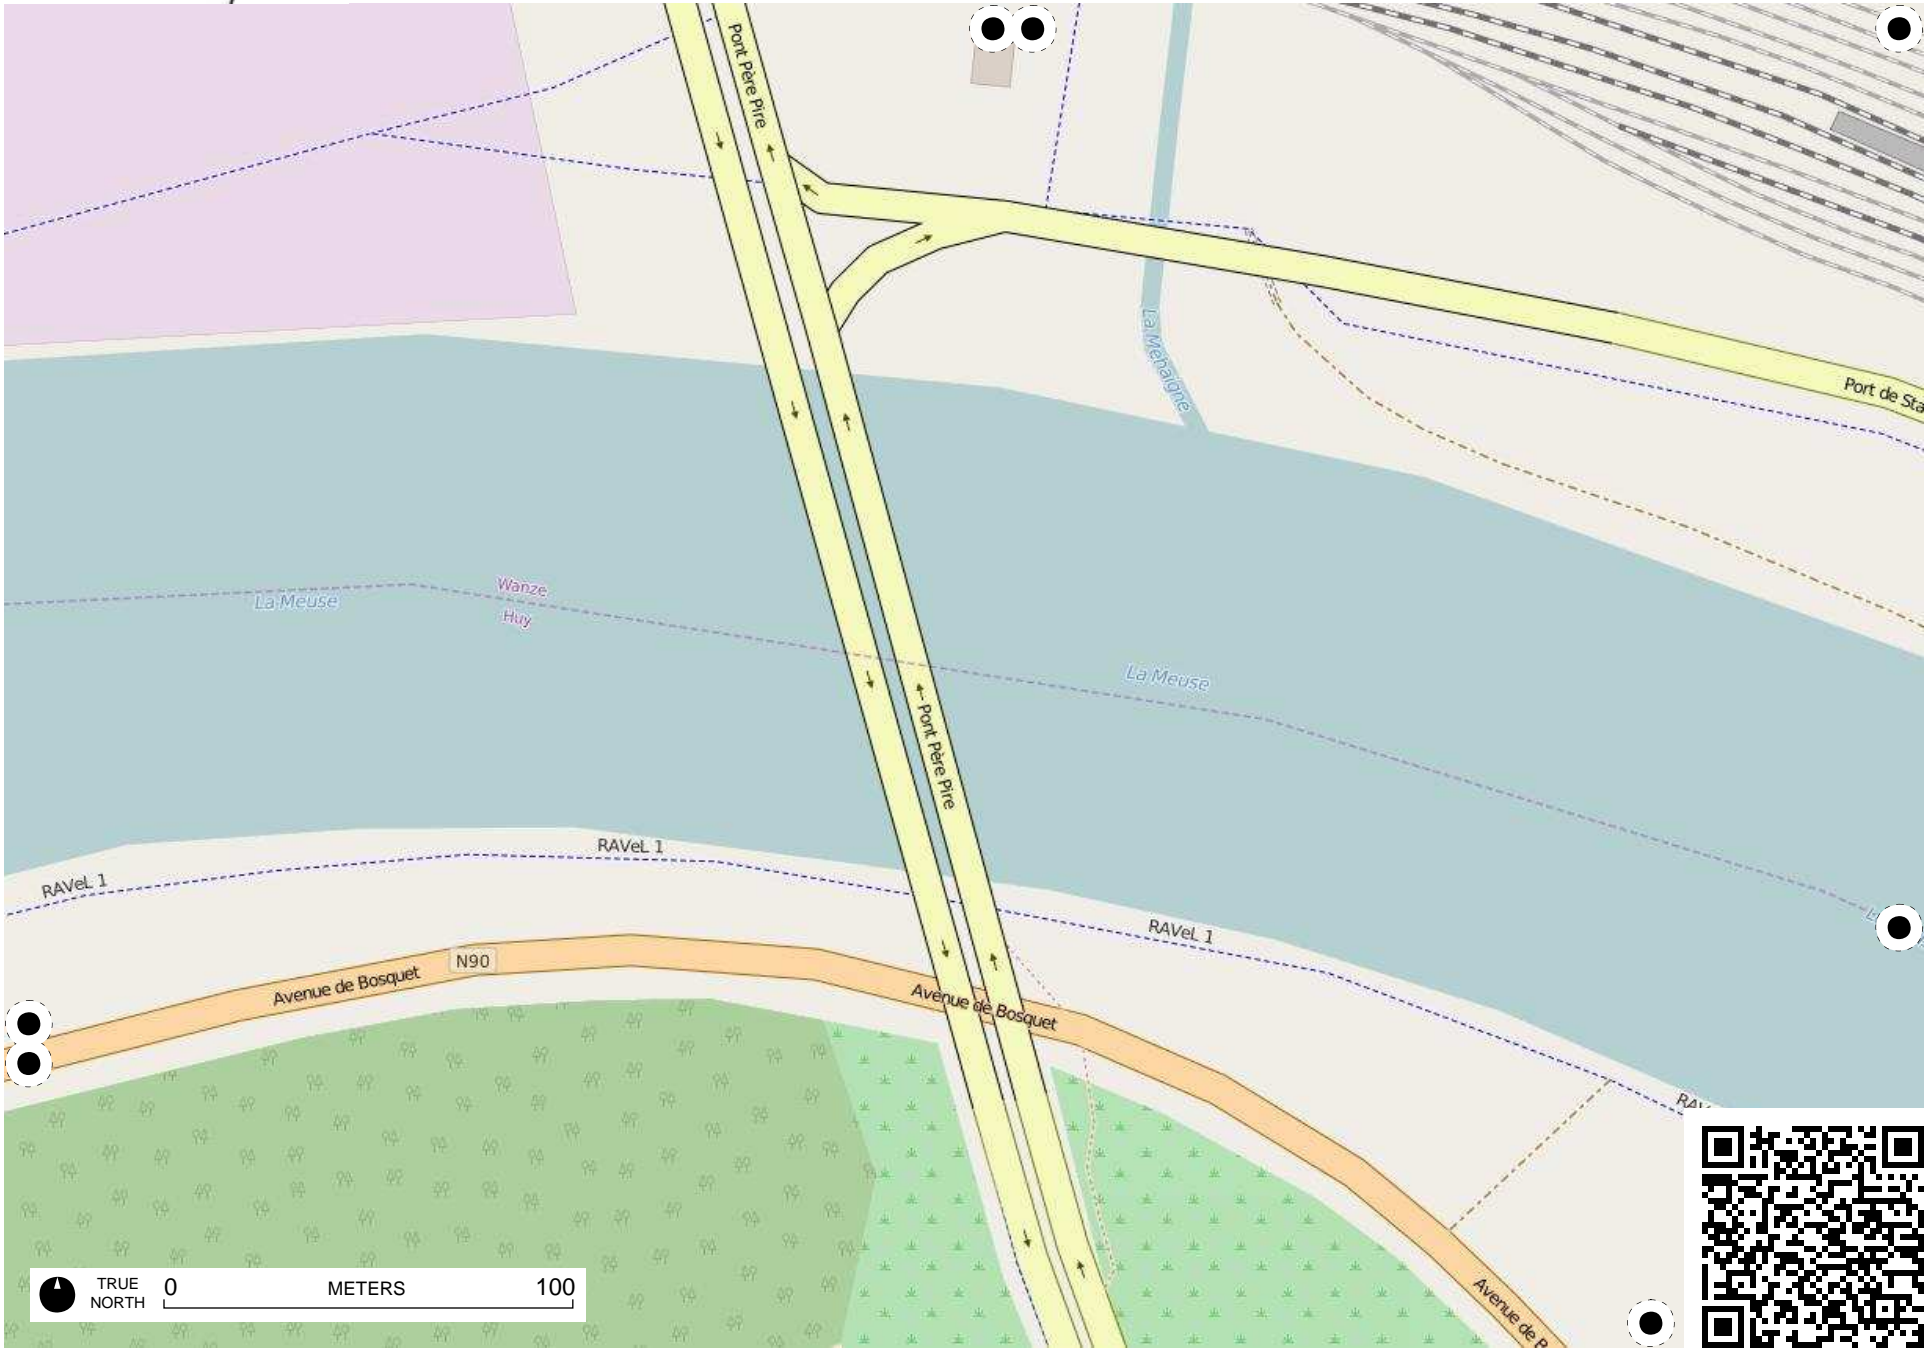 Pont Père Pire
La Mehaigne
Port de Sta
Wanze
La Meuse
Huy
La Meuse
Pont Père Pire
RAVeL 1
RAVeL 1
RAVeL 1
N90
Avenue de Bosquet
Avenue de Bosquet
RAV
Avenue de B
TRUE
NORTH
0 METERS 100